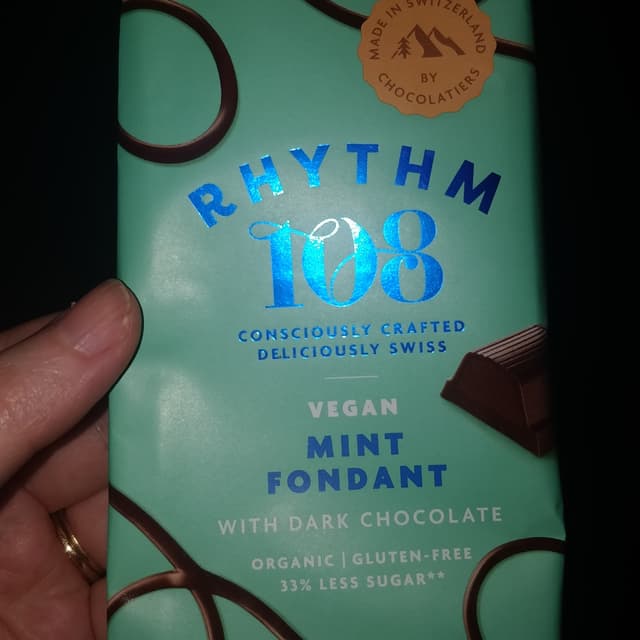 MADE IN SWITZERLAND
BY
CHOCOLATIERS
RHYTHM
108
CONSCIOUSLY CRAFTED
DELICIOUSLY SWISS
VEGAN
MINT
FONDANT
WITH DARK CHOCOLATE
ORGANIC | GLUTEN-FREE
33% LESS SUGAR**